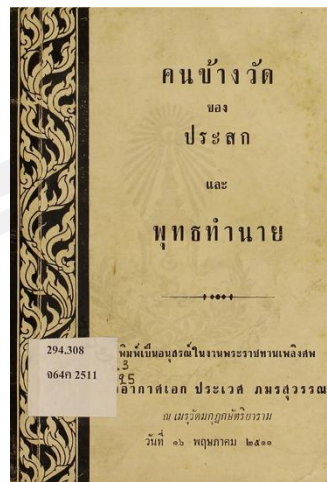 คนข้างวัด
ของ
ประสก
และ
พุทธทำนาย
พิมพ์เป็นอนุสรณ์ในงานพระราชทานเพลิงศพ
294.308
จ64ค 2511
อากาศเอก ประเวศ ภมรสุวรรณ
ณ เมรุวัดมกุฎกษัตริยาราม
วันที่ ๑๖ พฤษภาคม ๒๕๑๑